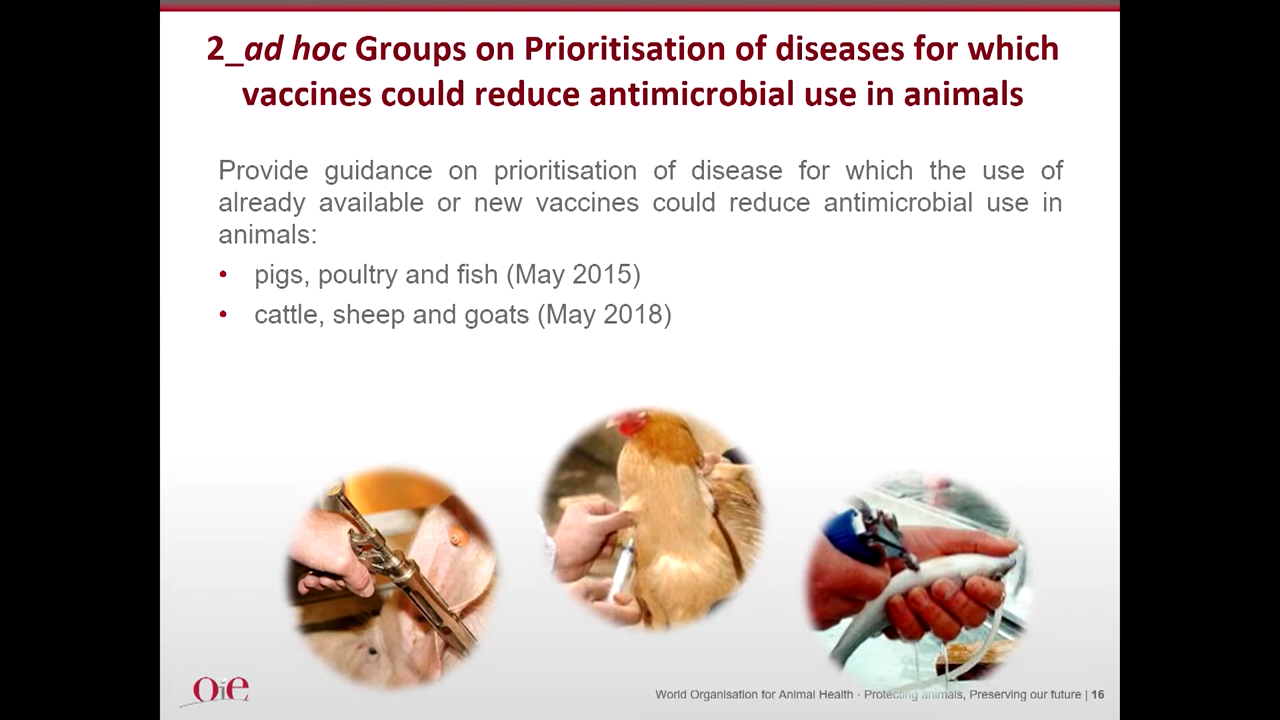 2_ad hoc Groups on Prioritisation of diseases for which
vaccines could reduce antimicrobial use in animals
Provide guidance on prioritisation of disease for which the use of
already available or new vaccines could reduce antimicrobial use in
animals:
• pigs, poultry and fish (May 2015)
• cattle, sheep and goats (May 2018)
Oie
World Organisation for Animal Health · Protecting animals, Preserving our future | 16